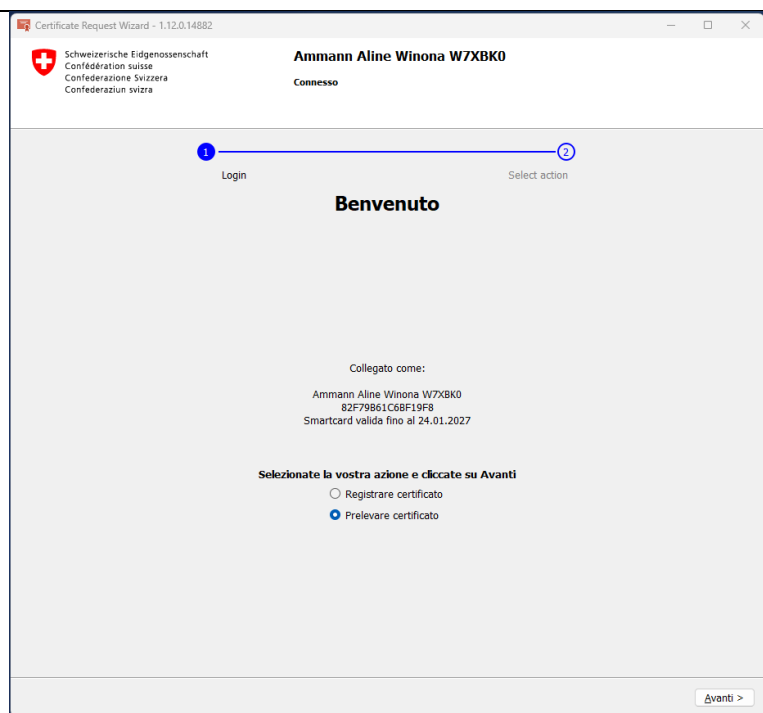 Certificate Request Wizard - 1.12.0.14882
Schweizerische Eidgenossenschaft
Confédération suisse
Confederazione Svizzera
Confederaziun svizra
Ammann Aline Winona W7XBK0
Connesso
1
2
Login
Select action
Benvenuto
Collegato come:
Ammann Aline Winona W7XBK0
82F79B61C6BF19F8
Smartcard valida fino al 24.01.2027
Selezionate la vostra azione e cliccate su Avanti
Registrare certificato
Prelevare certificato
Avanti >